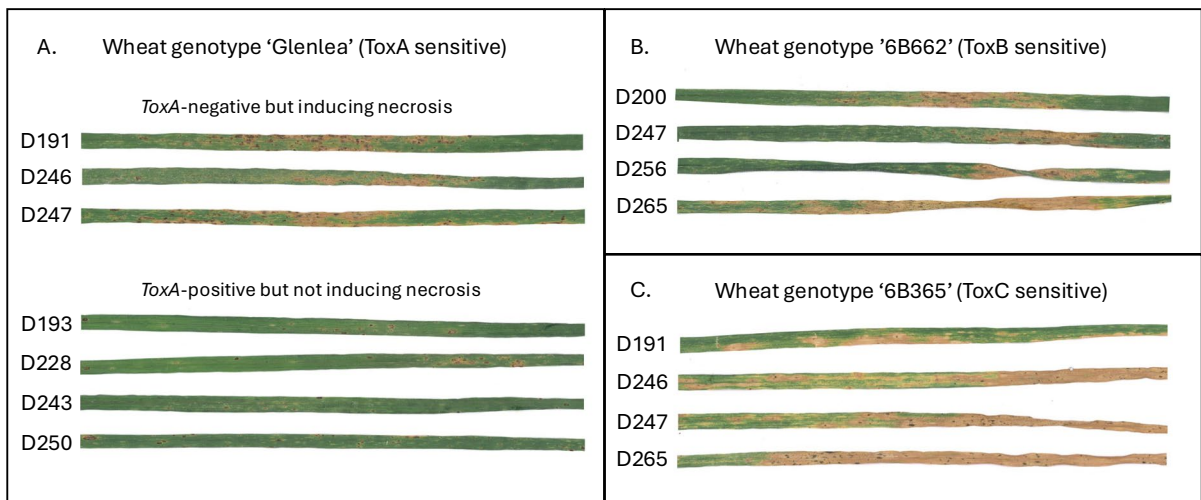 A. Wheat genotype ‘Glenlea’ (ToxA sensitive)
ToxA-negative but inducing necrosis
D191
D246
D247
ToxA-positive but not inducing necrosis
D193
D228
D243
D250
B. Wheat genotype ’6B662’ (ToxB sensitive)
D200
D247
D256
D265
C. Wheat genotype ‘6B365’ (ToxC sensitive)
D191
D246
D247
D265